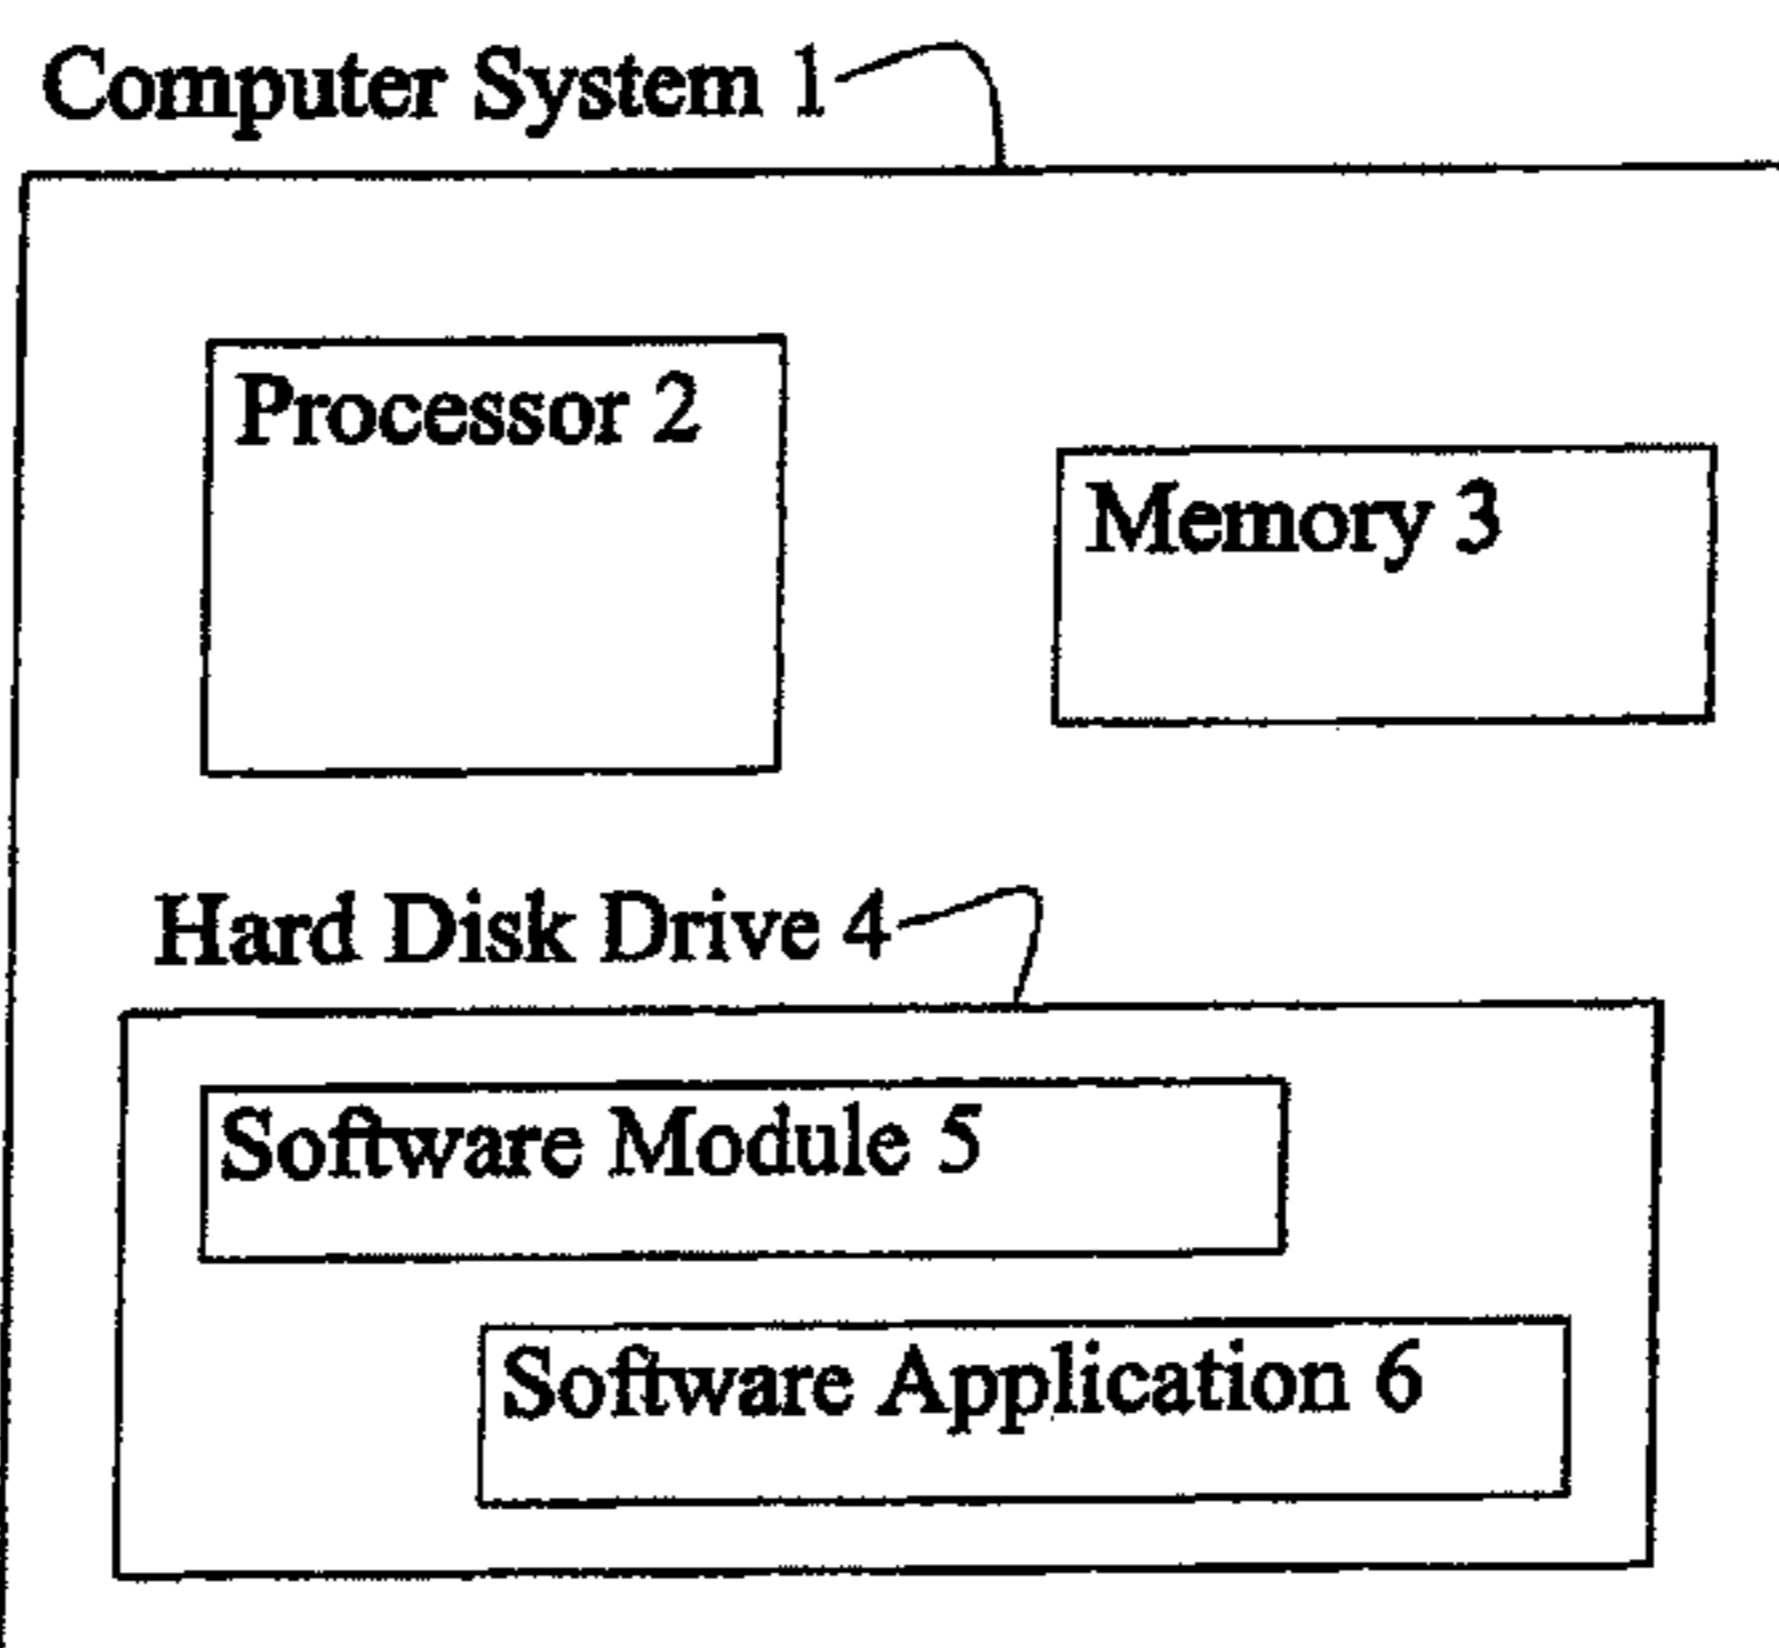 Computer System 1
Processor 2
Memory 3
Hard Disk Drive 4
Software Module 5
Software Application 6